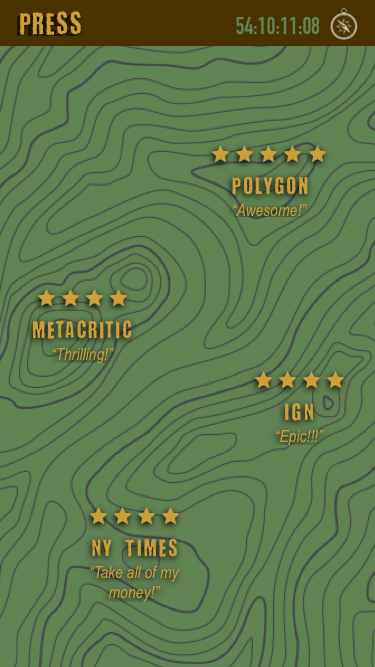 PRESS
54:10:11:08
POLYGON
“Awesome!”
METACRITIC
“Thrilling!”
IGN
“Epic!!!”
NY TIMES
“Take all of my
money!”